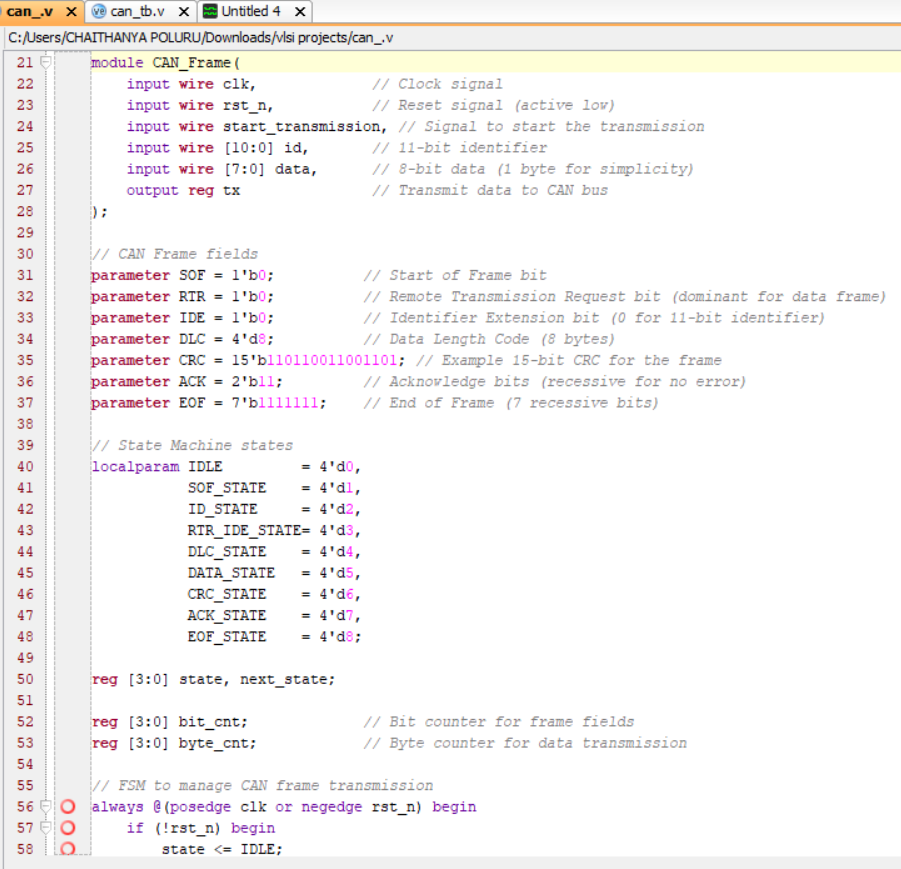 can_.v can_tb.v Untitled 4
C:/Users/CHAITHANYA POLURU/Downloads/vlsi projects/can_.v
21 module CAN_Frame(
22 input wire clk, // Clock signal
23 input wire rst_n, // Reset signal (active low)
24 input wire start_transmission, // Signal to start the transmission
25 input wire [10:0] id, // 11-bit identifier
26 input wire [7:0] data, // 8-bit data (1 byte for simplicity)
27 output reg tx // Transmit data to CAN bus
28 );
29
30 // CAN Frame fields
31 parameter SOF = 1'b0; // Start of Frame bit
32 parameter RTR = 1'b0; // Remote Transmission Request bit (dominant for data frame)
33 parameter IDE = 1'b0; // Identifier Extension bit (0 for 11-bit identifier)
34 parameter DLC = 4'd8; // Data Length Code (8 bytes)
35 parameter CRC = 15'b110110011001101; // Example 15-bit CRC for the frame
36 parameter ACK = 2'b11; // Acknowledge bits (recessive for no error)
37 parameter EOF = 7'b1111111; // End of Frame (7 recessive bits)
38
39 // State Machine states
40 localparam IDLE = 4'd0,
41 SOF_STATE = 4'd1,
42 ID_STATE = 4'd2,
43 RTR_IDE_STATE= 4'd3,
44 DLC_STATE = 4'd4,
45 DATA_STATE = 4'd5,
46 CRC_STATE = 4'd6,
47 ACK_STATE = 4'd7,
48 EOF_STATE = 4'd8;
49
50 reg [3:0] state, next_state;
51
52 reg [3:0] bit_cnt; // Bit counter for frame fields
53 reg [3:0] byte_cnt; // Byte counter for data transmission
54
55 // FSM to manage CAN frame transmission
56 always @(posedge clk or negedge rst_n) begin
57 if (!rst_n) begin
58 state <= IDLE;